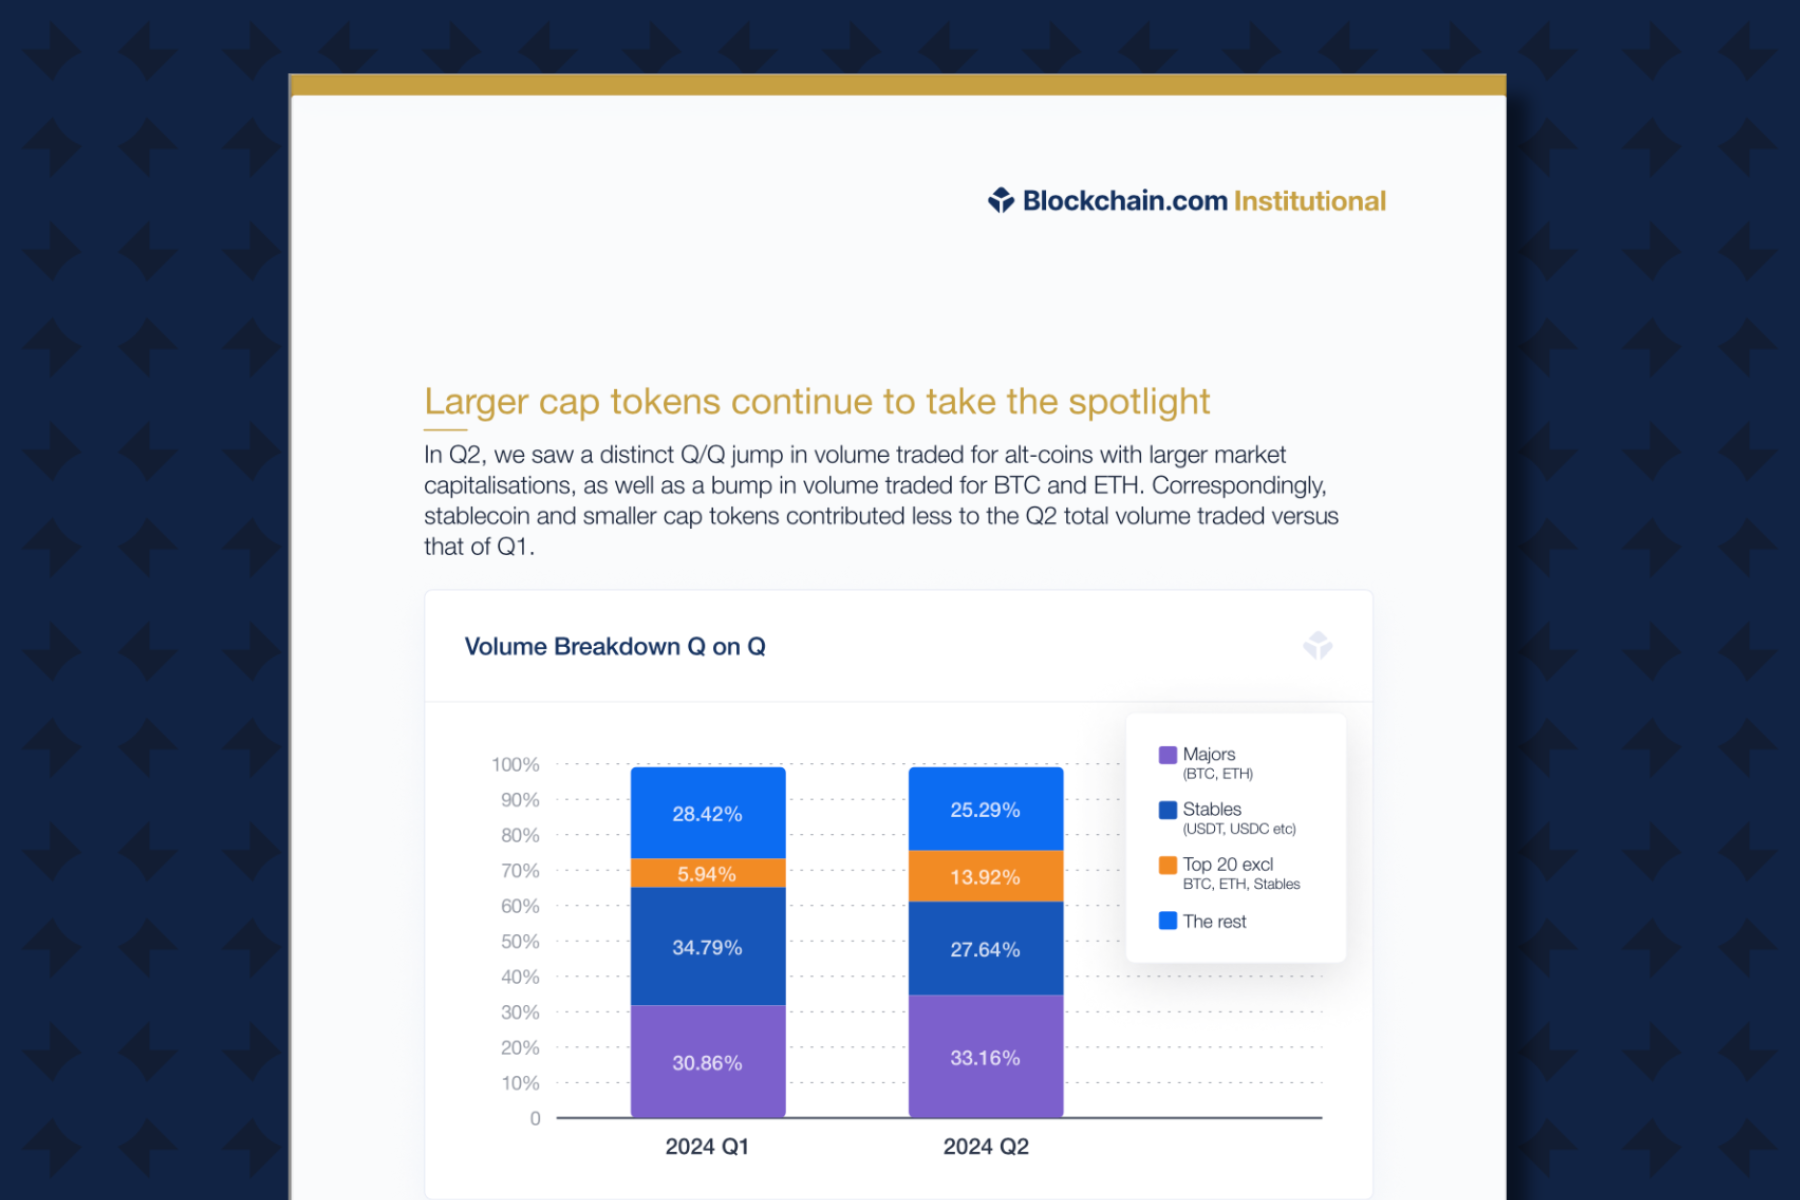 Blockchain.com Institutional
Larger cap tokens continue to take the spotlight
In Q2, we saw a distinct Q/Q jump in volume traded for alt-coins with larger market
capitalisations, as well as a bump in volume traded for BTC and ETH. Correspondingly,
stablecoin and smaller cap tokens contributed less to the Q2 total volume traded versus
that of Q1.
Volume Breakdown Q on Q
100%
90%
80%
70%
60%
50%
40%
30%
20%
10%
0
28.42%
5.94%
34.79%
30.86%
25.29%
13.92%
27.64%
33.16%
2024 Q1
2024 Q2
Majors
(BTC, ETH)
Stables
(USDT, USDC etc)
Top 20 excl
BTC, ETH, Stables
The rest